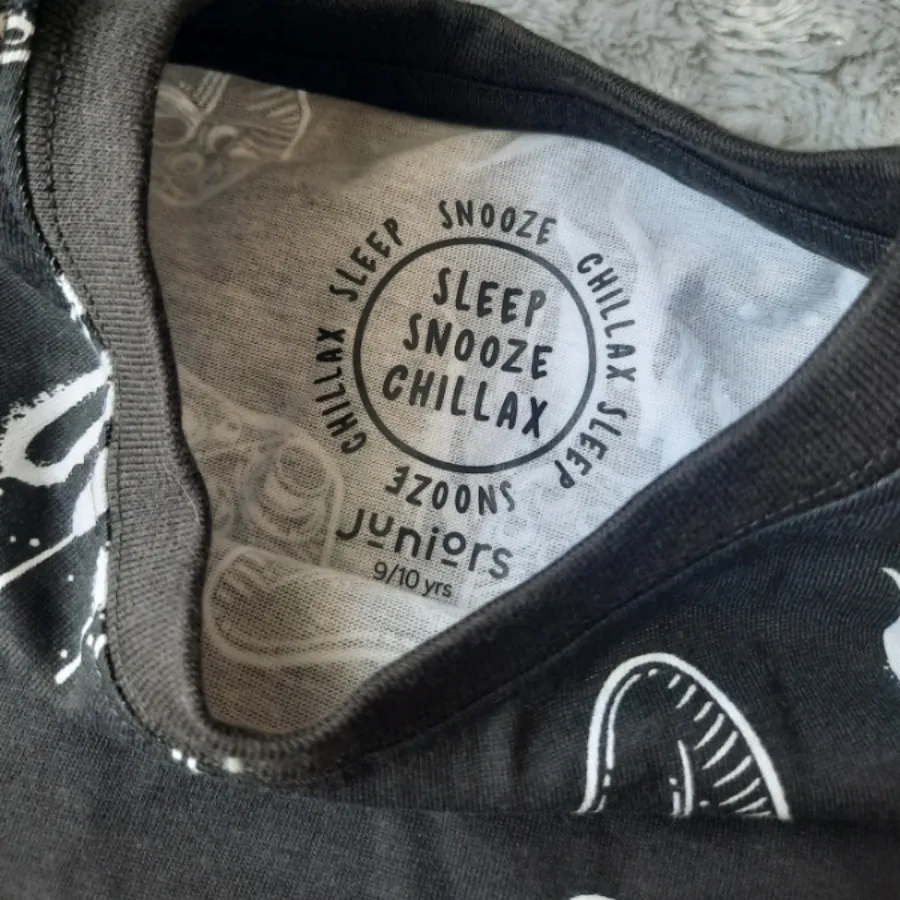 SLEEP SNOOZE CHILLAX SLEEP SNOOZE CHILLAX
SLEEP
SNOOZE
CHILLAX
Juniors
9/10 yrs